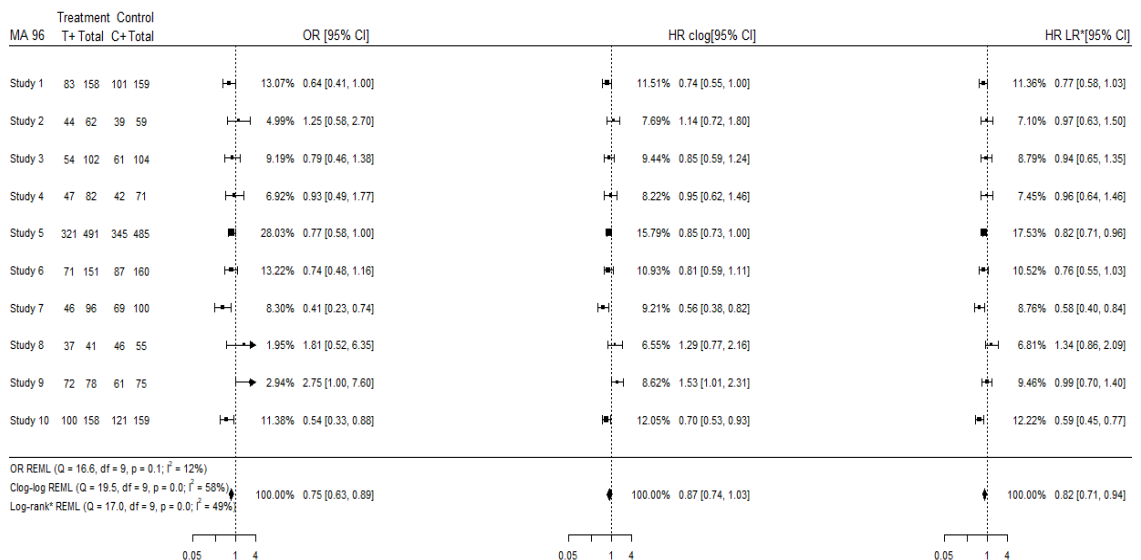 Treatment Control
MA 96 T+ Total C+ Total OR [95% CI] HR clog[95% CI] HR LR*[95% CI]
Study 1 83 158 101 159 13.07% 0.64 [0.41, 1.00] 11.51% 0.74 [0.55, 1.00] 11.36% 0.77 [0.58, 1.03]
Study 2 44 62 39 59 4.99% 1.25 [0.58, 2.70] 7.69% 1.14 [0.72, 1.80] 7.10% 0.97 [0.63, 1.50]
Study 3 54 102 61 104 9.19% 0.79 [0.46, 1.38] 9.44% 0.85 [0.59, 1.24] 8.79% 0.94 [0.65, 1.35]
Study 4 47 82 42 71 6.92% 0.93 [0.49, 1.77] 8.22% 0.95 [0.62, 1.46] 7.45% 0.96 [0.64, 1.46]
Study 5 321 491 345 485 28.03% 0.77 [0.58, 1.00] 15.79% 0.85 [0.73, 1.00] 17.53% 0.82 [0.71, 0.96]
Study 6 71 151 87 160 13.22% 0.74 [0.48, 1.16] 10.93% 0.81 [0.59, 1.11] 10.52% 0.76 [0.55, 1.03]
Study 7 46 96 69 100 8.30% 0.41 [0.23, 0.74] 9.21% 0.56 [0.38, 0.82] 8.76% 0.58 [0.40, 0.84]
Study 8 37 41 46 55 1.95% 1.81 [0.52, 6.35] 6.55% 1.29 [0.77, 2.16] 6.81% 1.34 [0.86, 2.09]
Study 9 72 78 61 75 2.94% 2.75 [1.00, 7.60] 8.62% 1.53 [1.01, 2.31] 9.46% 0.99 [0.70, 1.40]
Study 10 100 158 121 159 11.38% 0.54 [0.33, 0.88] 12.05% 0.70 [0.53, 0.93] 12.22% 0.59 [0.45, 0.77]
OR REML (Q = 16.6, df = 9, p = 0.1; I² = 12%)
Clog-log REML (Q = 19.5, df = 9, p = 0.0; I² = 58%)
100.00% 0.75 [0.63, 0.89] 100.00% 0.87 [0.74, 1.03] 100.00% 0.82 [0.71, 0.94]
Log-rank* REML (Q = 17.0, df = 9, p = 0.0; I² = 49%)
0.05 1 4 0.05 1 4 0.05 1 4